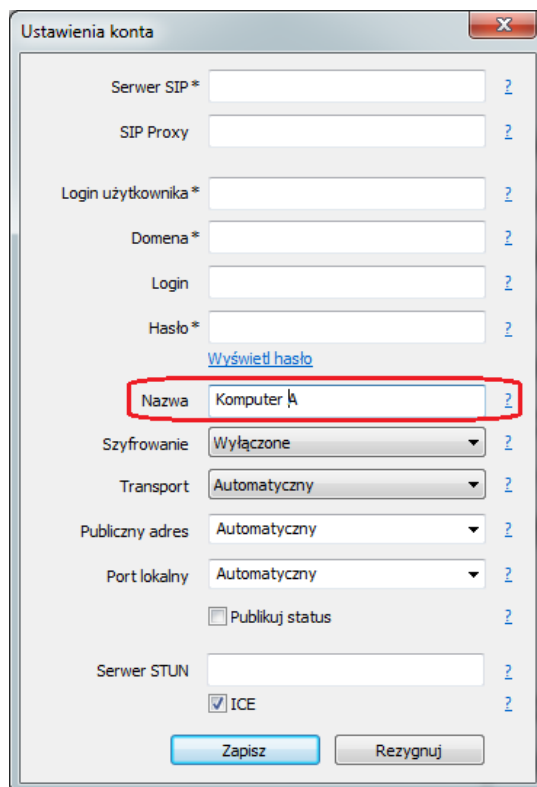 Ustawienia konta
Serwer SIP * ?
SIP Proxy ?
Login użytkownika * ?
Domena * ?
Login ?
Hasło * ?
Wyświetl hasło
Nazwa Komputer A ?
Szyfrowanie Wyłączone ?
Transport Automatyczny ?
Publiczny adres Automatyczny ?
Port lokalny Automatyczny ?
Publikuj status ?
Serwer STUN ?
ICE ?
Zapisz Rezygnuj